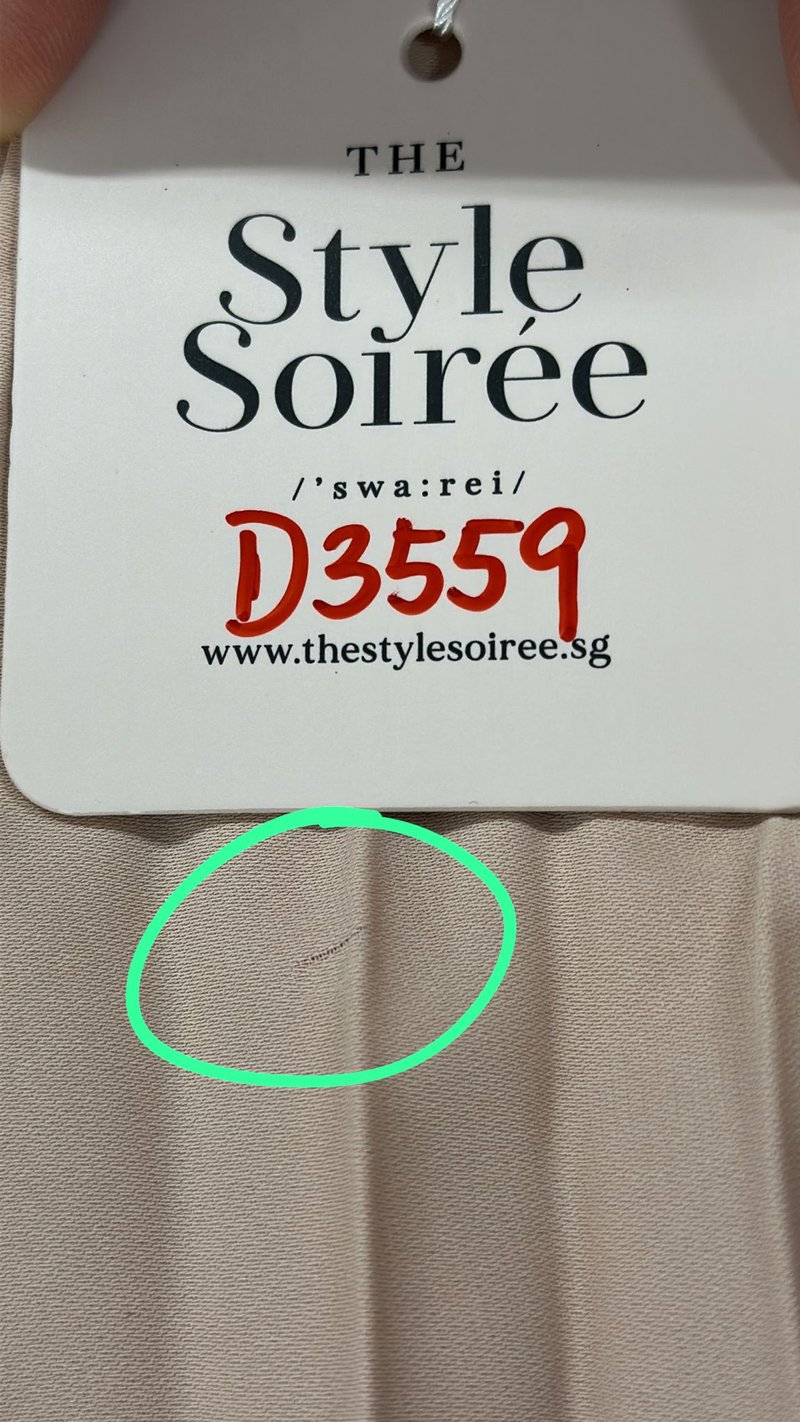 THE
Style
Soirée
/'swa:rei/
D3559
www.thestylesoiree.sg